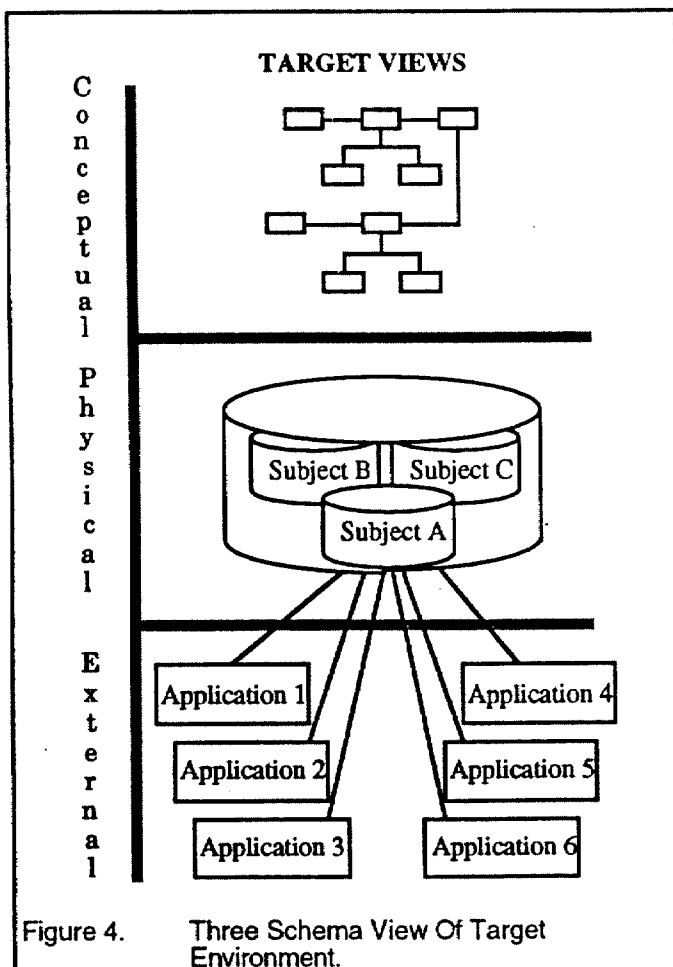 TARGET VIEWS
Conceptual
Physical
Subject B
Subject C
Subject A
External
Application 1
Application 4
Application 2
Application 5
Application 3
Application 6
Figure 4. Three Schema View Of Target
Environment.